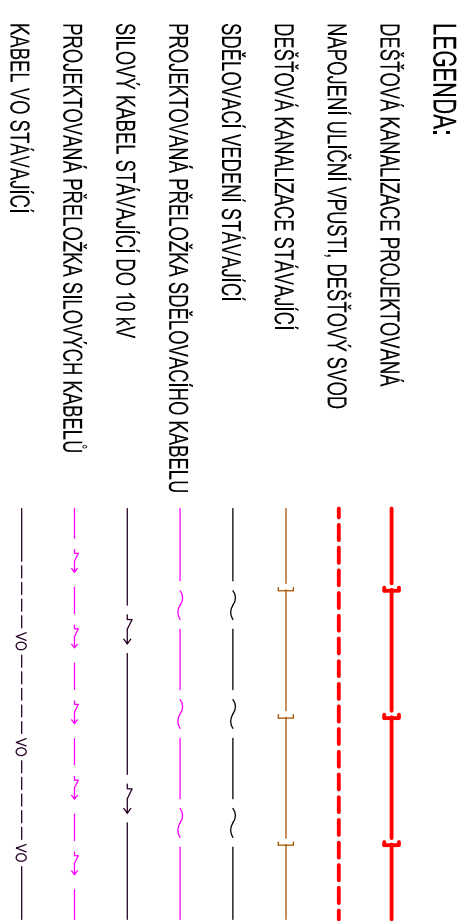 LEGENDA:
DEŠŤOVÁ KANALIZACE PROJEKTOVANÁ
NAPOJENÍ ULIČNÍ VPUSTI, DEŠŤOVÝ SVOD
DEŠŤOVÁ KANALIZACE STÁVAJÍCÍ
SDĚLOVACÍ VEDENÍ STÁVAJÍCÍ
PROJEKTOVANÁ PŘELOŽKA SDĚLOVACÍHO KABELU
SILOVÝ KABEL STÁVAJÍCÍ DO 10 kV
PROJEKTOVANÁ PŘELOŽKA SILOVÝCH KABELŮ
KABEL VO STÁVAJÍCÍ VO VO VO